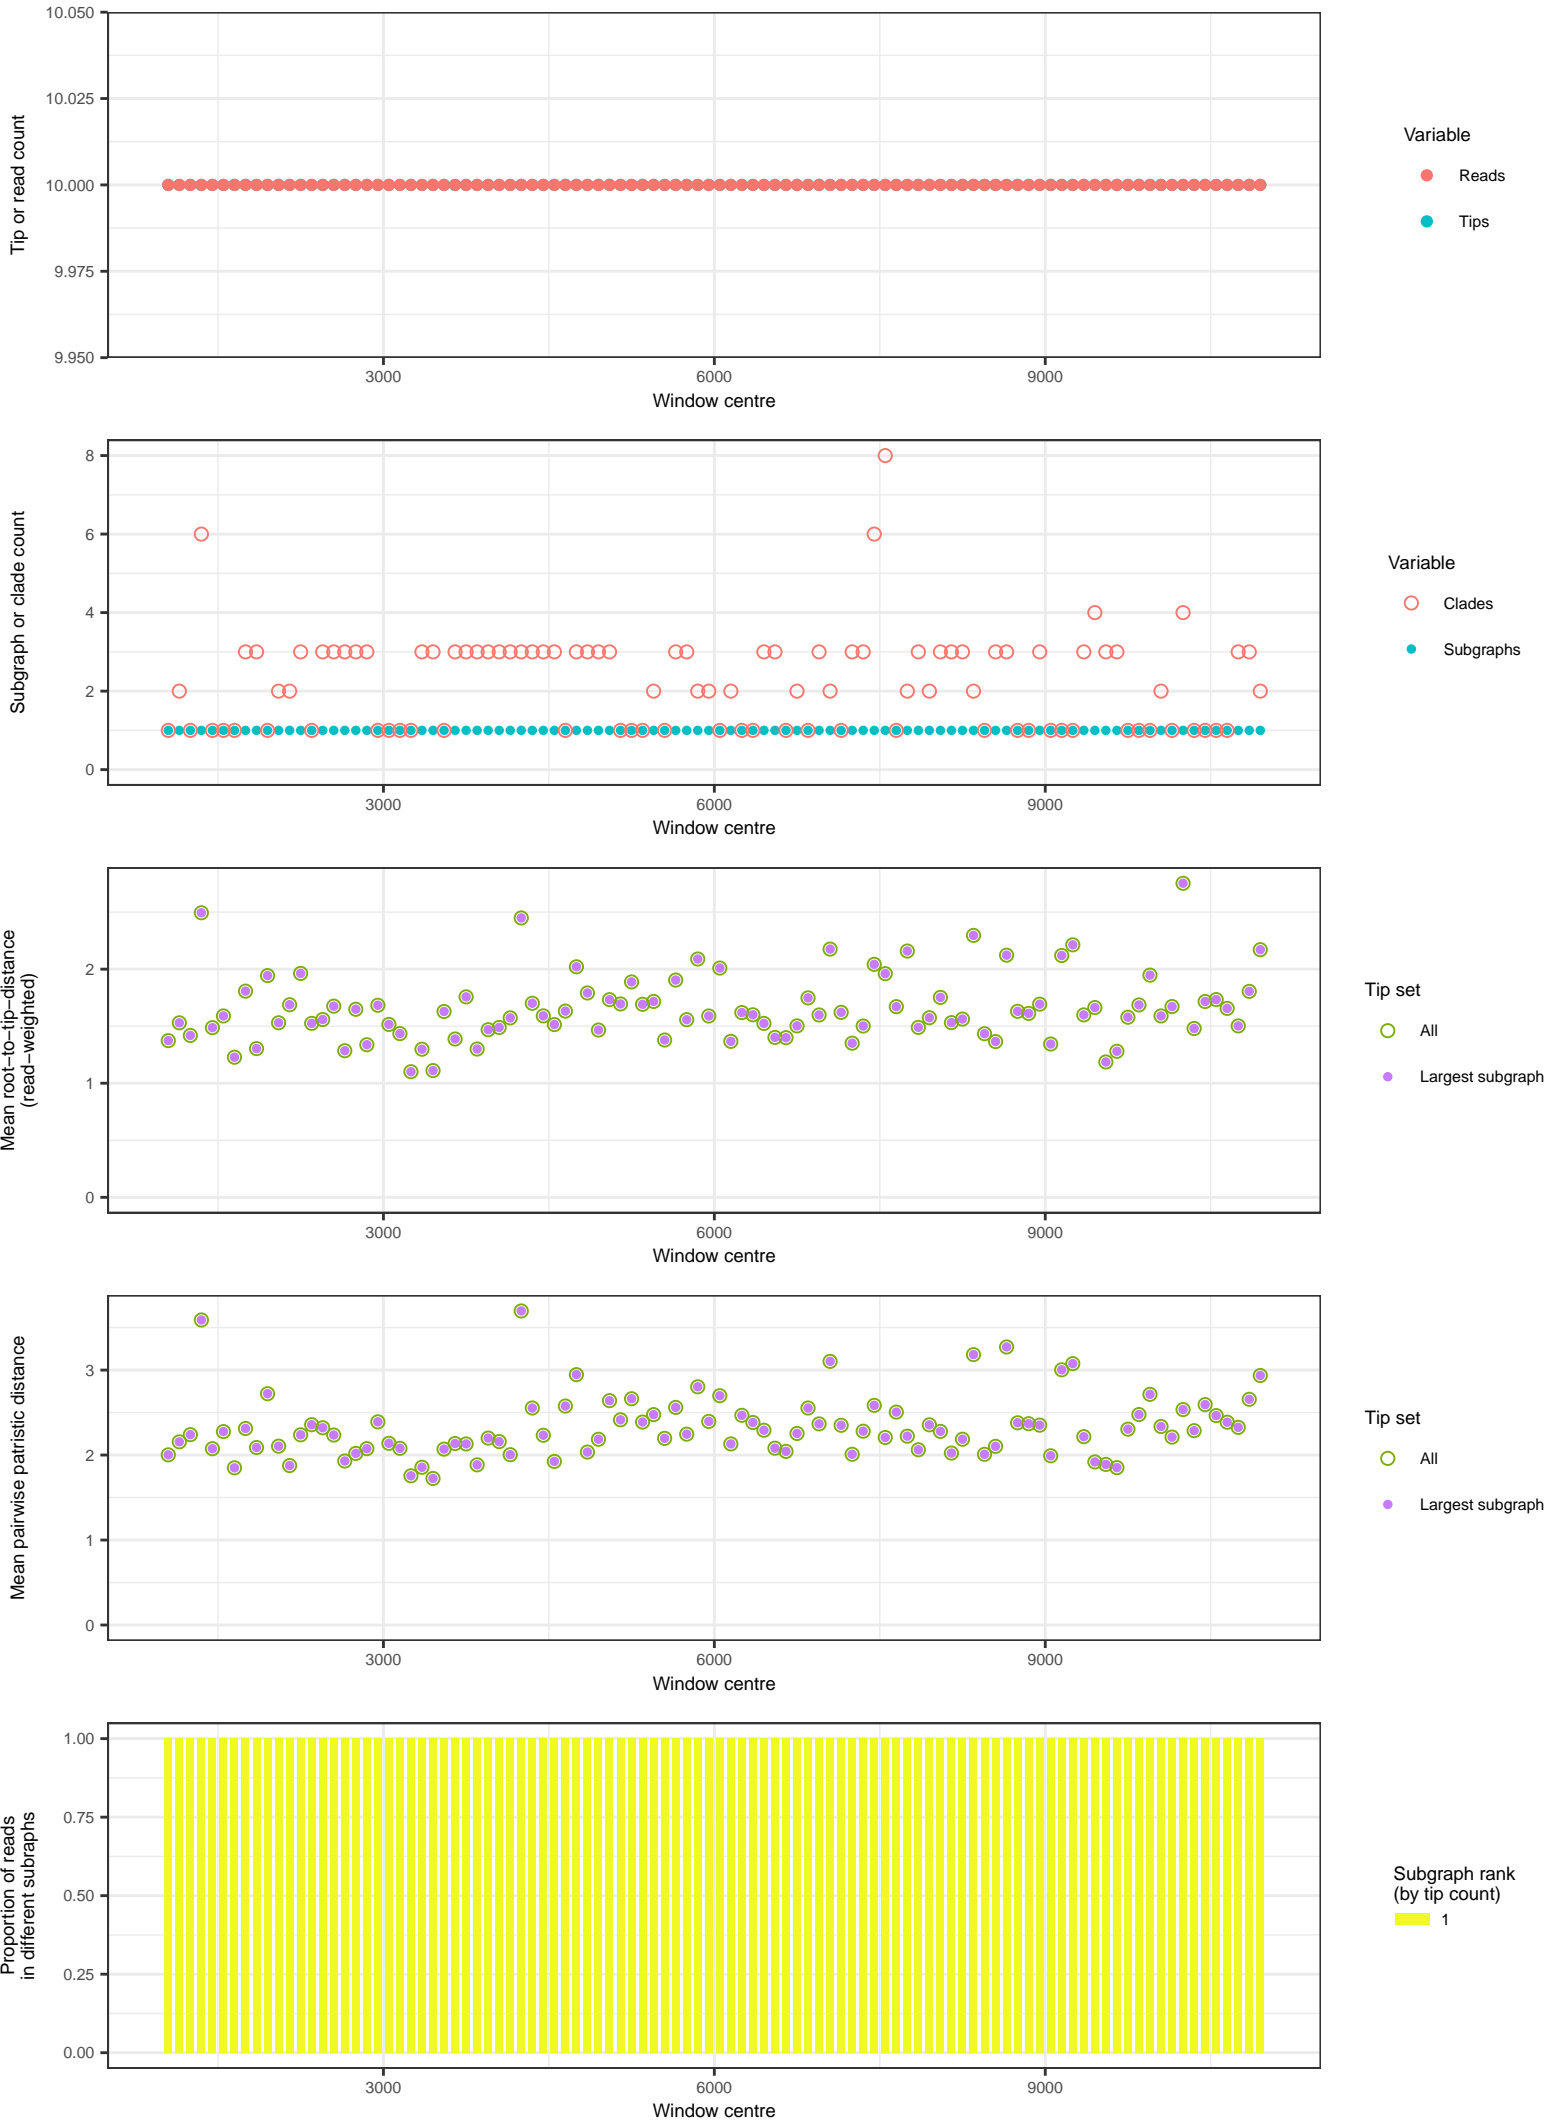 10.050
10.025
10.000
9.975
9.950
Tip or read count
3000
6000
9000
Window centre
Variable
Reads
Tips
8
6
4
2
0
Subgraph or clade count
3000
6000
9000
Window centre
Variable
Clades
Subgraphs
2
1
0
Mean root−to−tip−distance
(read−weighted)
3000
6000
9000
Window centre
Tip set
All
Largest subgraph
3
2
1
0
Mean pairwise patristic distance
3000
6000
9000
Window centre
Tip set
All
Largest subgraph
1.00
0.75
0.50
0.25
0.00
Proportion of reads
in different subraphs
3000
6000
9000
Window centre
Subgraph rank
(by tip count)
1